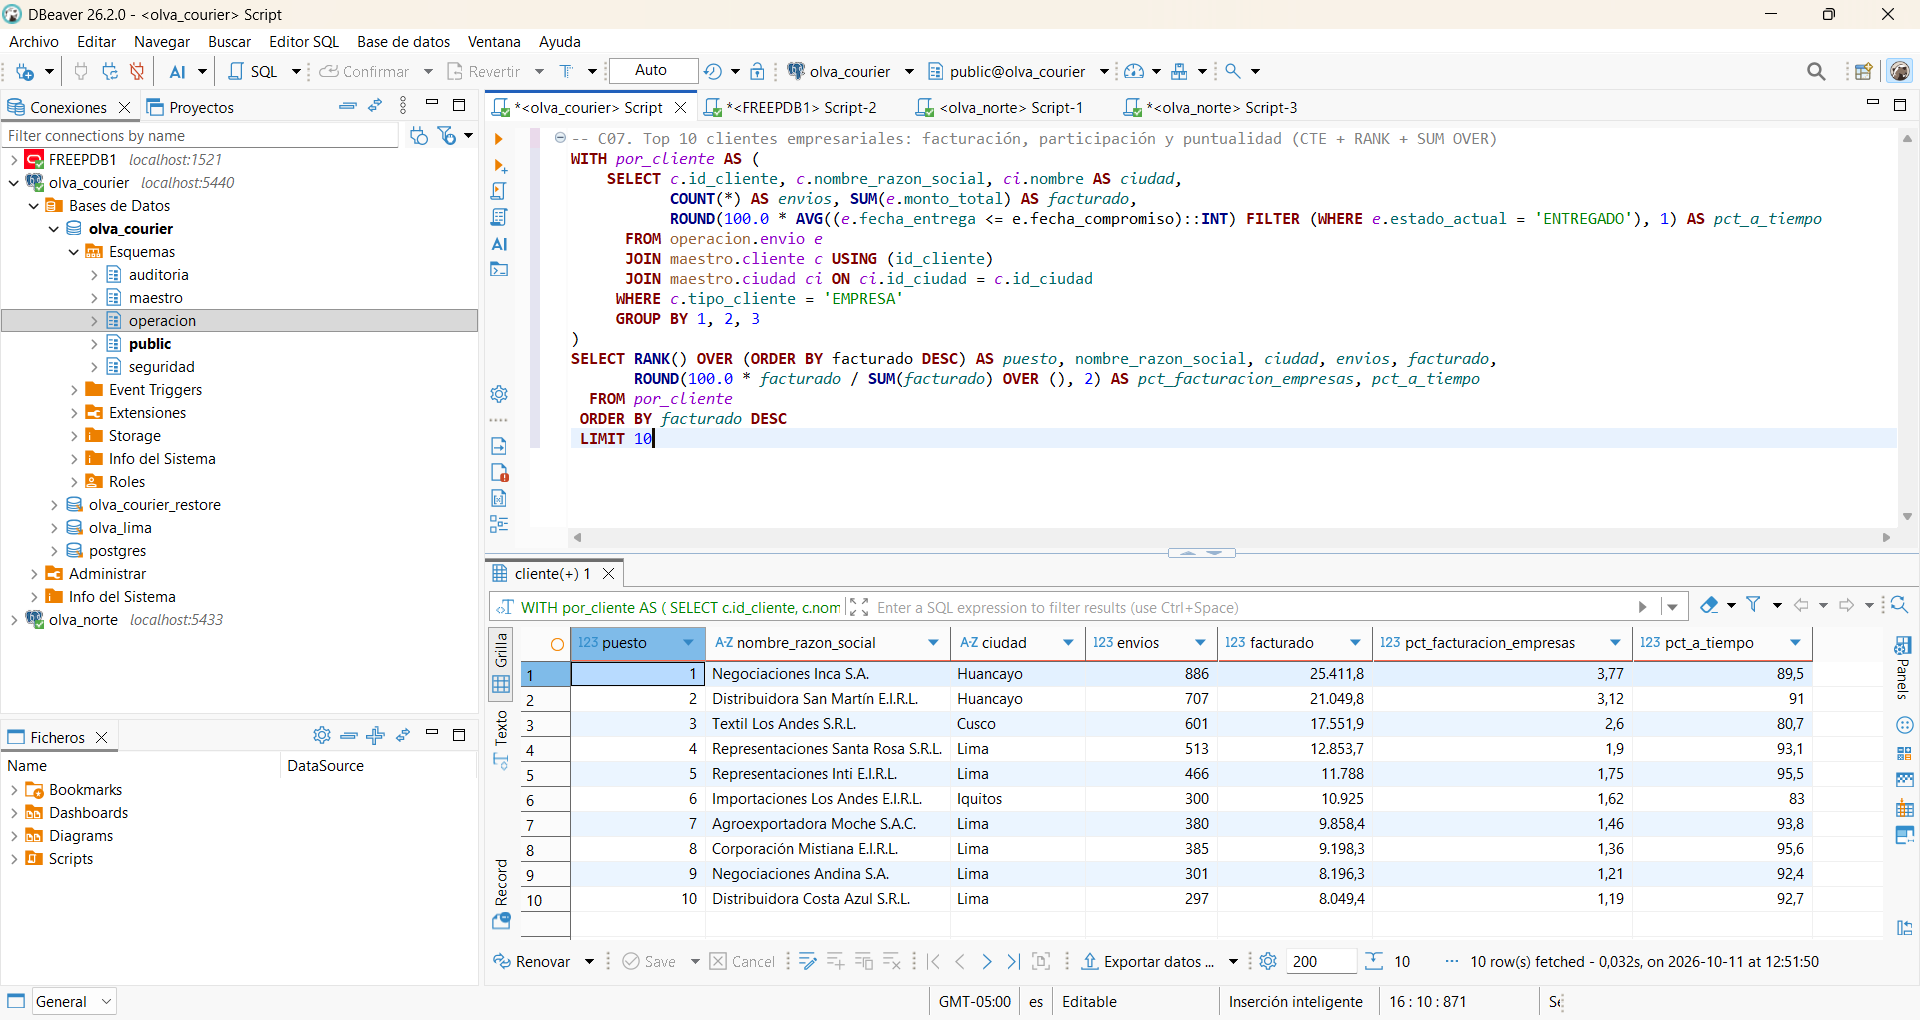 DBeaver 26.2.0 - <olva_courier> Script
Archivo Editar Navegar Buscar Editor SQL Base de datos Ventana Ayuda
AI SQL Confirmar Revertir T Auto olva_courier public@olva_courier
Conexiones Proyectos
Filter connections by name
FREEPDB1 localhost:1521
olva_courier localhost:5440
Bases de Datos
olva_courier
Esquemas
auditoria
maestro
operacion
public
seguridad
Event Triggers
Extensiones
Storage
Info del Sistema
Roles
olva_courier_restore
olva_lima
postgres
Administrar
Info del Sistema
olva_norte localhost:5433
Ficheros
Name DataSource
Bookmarks
Dashboards
Diagrams
Scripts
General
*<olva_courier> Script *<FREEPDB1> Script-2 <olva_norte> Script-1 *<olva_norte> Script-3
AI
-- C07. Top 10 clientes empresariales: facturación, participación y puntualidad (CTE + RANK + SUM OVER)
WITH por_cliente AS (
SELECT c.id_cliente, c.nombre_razon_social, ci.nombre AS ciudad,
COUNT(*) AS envios, SUM(e.monto_total) AS facturado,
ROUND(100.0 * AVG((e.fecha_entrega <= e.fecha_compromiso)::INT) FILTER (WHERE e.estado_actual = 'ENTREGADO'), 1) AS pct_a_tiempo
FROM operacion.envio e
JOIN maestro.cliente c USING (id_cliente)
JOIN maestro.ciudad ci ON ci.id_ciudad = c.id_ciudad
WHERE c.tipo_cliente = 'EMPRESA'
GROUP BY 1, 2, 3
)
SELECT RANK() OVER (ORDER BY facturado DESC) AS puesto, nombre_razon_social, ciudad, envios, facturado,
ROUND(100.0 * facturado / SUM(facturado) OVER (), 2) AS pct_facturacion_empresas, pct_a_tiempo
FROM por_cliente
ORDER BY facturado DESC
LIMIT 10
cliente(+) 1
WITH por_cliente AS ( SELECT c.id_cliente, c.nom Enter a SQL expression to filter results (use Ctrl+Space)
Grilla
Texto
Record
Panels
123 puesto A-Z nombre_razon_social A-Z ciudad 123 envios 123 facturado 123 pct_facturacion_empresas 123 pct_a_tiempo
1 1 Negociaciones Inca S.A. Huancayo 886 25.411,8 3,77 89,5
2 2 Distribuidora San Martín E.I.R.L. Huancayo 707 21.049,8 3,12 91
3 3 Textil Los Andes S.R.L. Cusco 601 17.551,9 2,6 80,7
4 4 Representaciones Santa Rosa S.R.L. Lima 513 12.853,7 1,9 93,1
5 5 Representaciones Inti E.I.R.L. Lima 466 11.788 1,75 95,5
6 6 Importaciones Los Andes E.I.R.L. Iquitos 300 10.925 1,62 83
7 7 Agroexportadora Moche S.A.C. Lima 380 9.858,4 1,46 93,8
8 8 Corporación Mistiana E.I.R.L. Lima 385 9.198,3 1,36 95,6
9 9 Negociaciones Andina S.A. Lima 301 8.196,3 1,21 92,4
10 10 Distribuidora Costa Azul S.R.L. Lima 297 8.049,4 1,19 92,7
Renovar Save Cancel Exportar datos ... 200 10 10 row(s) fetched - 0,032s, on 2026-10-11 at 12:51:50
GMT-05:00 es Editable Inserción inteligente 16 : 10 : 871